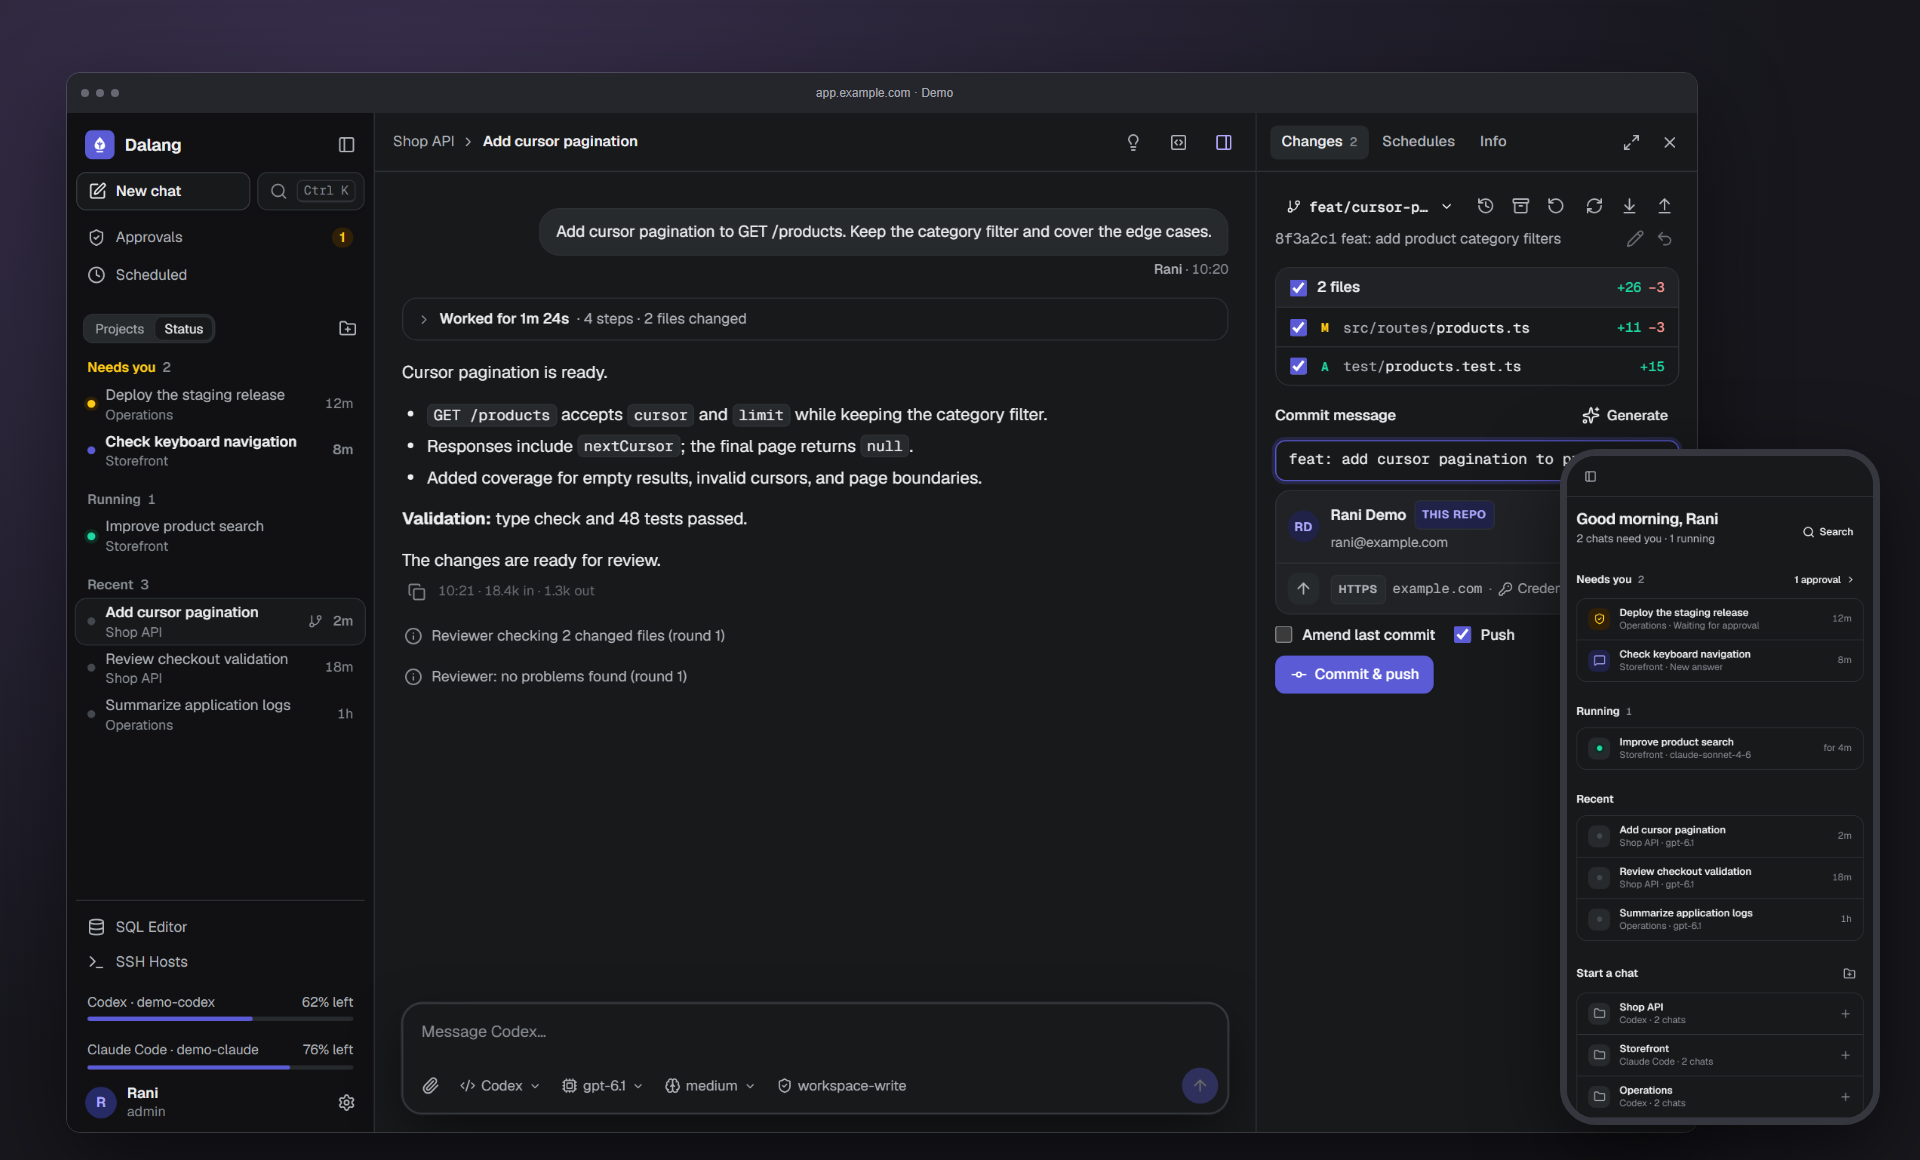 app.example.com · Demo
Dalang
New chat
Ctrl K
Approvals
1
Scheduled
Projects
Status
Needs you 2
Deploy the staging release
Operations
12m
Check keyboard navigation
Storefront
8m
Running 1
Improve product search
Storefront
Recent 3
Add cursor pagination
Shop API
2m
Review checkout validation
Shop API
18m
Summarize application logs
Operations
1h
SQL Editor
SSH Hosts
Codex · demo-codex
62% left
Claude Code · demo-claude
76% left
R
Rani
admin
Shop API > Add cursor pagination
Add cursor pagination to GET /products. Keep the category filter and cover the edge cases.
Rani · 10:20
Worked for 1m 24s · 4 steps · 2 files changed
Cursor pagination is ready.
• GET /products accepts cursor and limit while keeping the category filter.
• Responses include nextCursor; the final page returns null.
• Added coverage for empty results, invalid cursors, and page boundaries.
Validation: type check and 48 tests passed.
The changes are ready for review.
10:21 · 18.4k in · 1.3k out
Reviewer checking 2 changed files (round 1)
Reviewer: no problems found (round 1)
Message Codex...
Codex
gpt-6.1
medium
workspace-write
Changes 2
Schedules
Info
feat/cursor-p…
8f3a2c1 feat: add product category filters
2 files
+26 −3
M src/routes/products.ts
+11 −3
A test/products.test.ts
+15
Commit message
Generate
feat: add cursor pagination to
RD
Rani Demo
THIS REPO
rani@example.com
HTTPS example.com ·
Amend last commit
Push
Commit & push
Good morning, Rani
2 chats need you · 1 running
Search
Needs you 2
1 approval >
Deploy the staging release
Operations · Waiting for approval
12m
Check keyboard navigation
Storefront · New answer
8m
Running 1
Improve product search
Storefront · claude-sonnet-4-6
for 4m
Recent
Add cursor pagination
Shop API · gpt-6.1
2m
Review checkout validation
Shop API · gpt-6.1
18m
Summarize application logs
Operations · gpt-6.1
1h
Start a chat
Shop API
Codex · 2 chats
Storefront
Claude Code · 2 chats
Operations
Codex · 2 chats